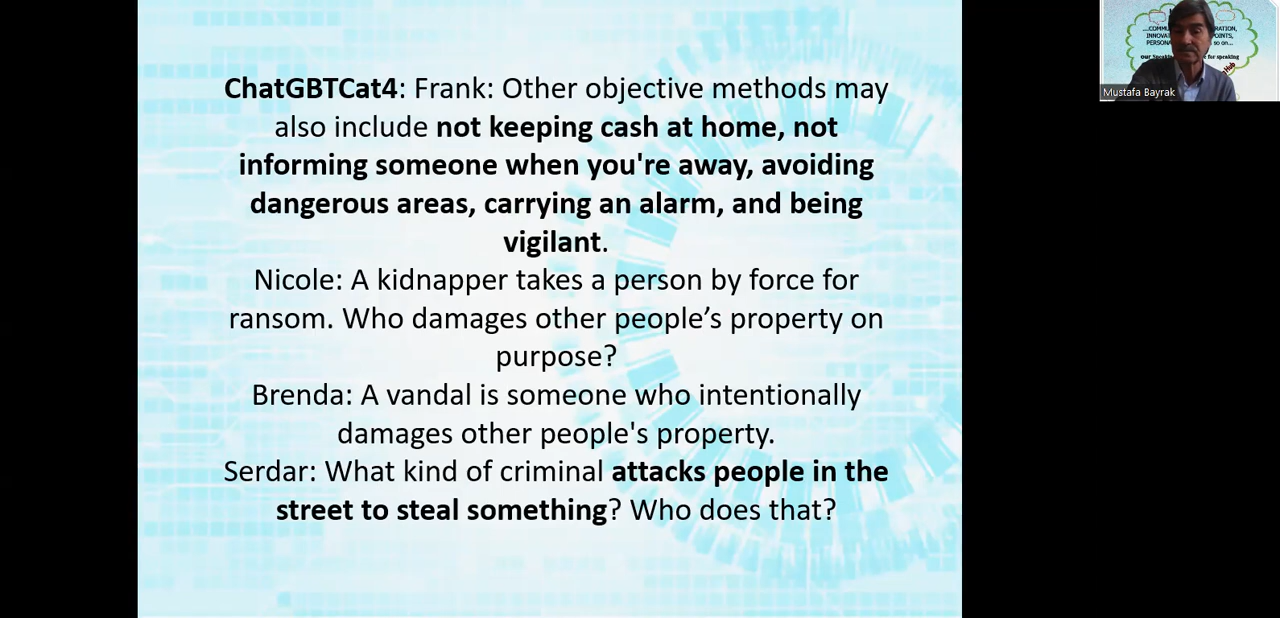 ChatGBTCat4: Frank: Other objective methods may
also include not keeping cash at home, not
informing someone when you're away, avoiding
dangerous areas, carrying an alarm, and being
vigilant.
Nicole: A kidnapper takes a person by force for
ransom. Who damages other people’s property on
purpose?
Brenda: A vandal is someone who intentionally
damages other people's property.
Serdar: What kind of criminal attacks people in the
street to steal something? Who does that?
Mustafa Bayrak